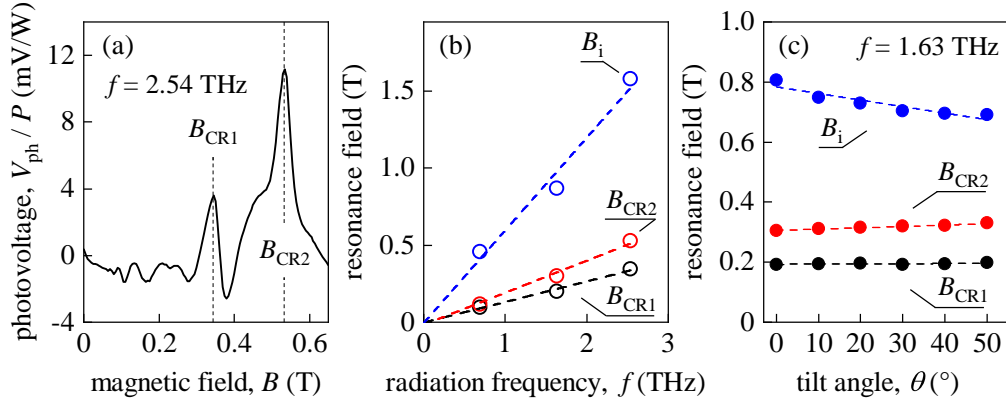 (a)
f = 2.54 THz
B_CR1
B_CR2
12
8
4
0
-4
0
0.2
0.4
0.6
photovoltage, V_ph / P (mV/W)
magnetic field, B (T)
(b)
B_i
B_CR2
B_CR1
1.5
1.0
0.5
0
0
1
2
3
resonance field (T)
radiation frequency, f (THz)
(c)
f = 1.63 THz
B_i
B_CR2
B_CR1
1.0
0.8
0.6
0.4
0.2
0
0
10
20
30
40
50
resonance field (T)
tilt angle, θ (°)